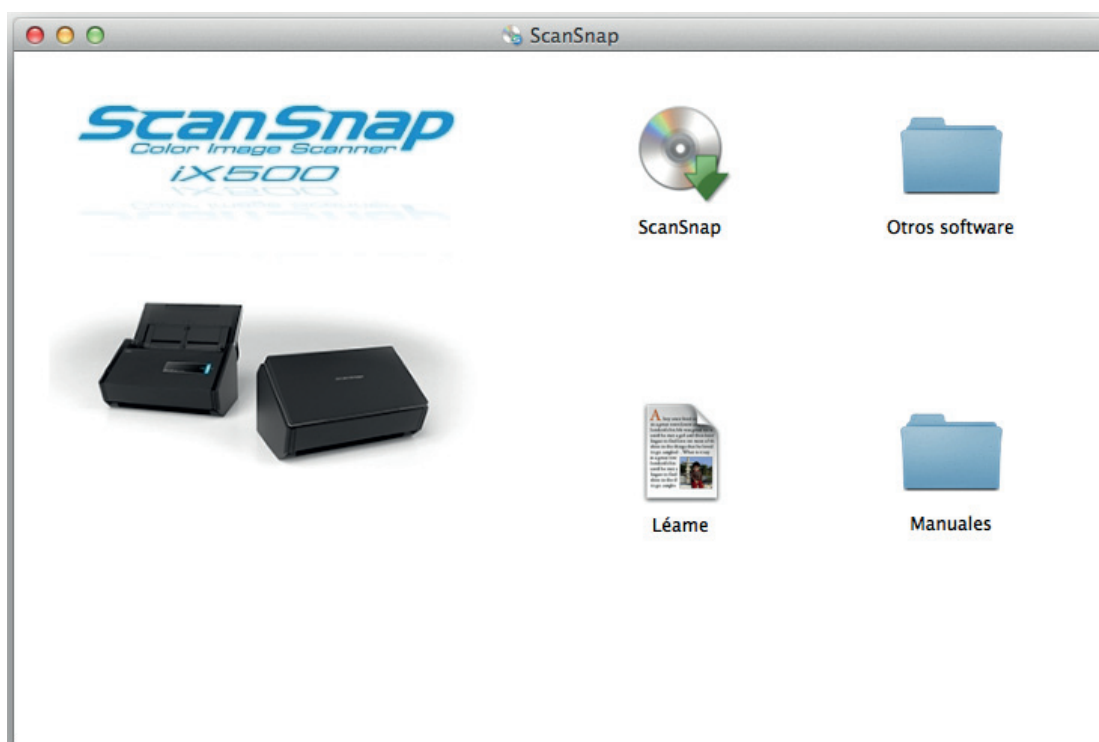 ScanSnap
ScanSnap
Color Image Scanner
iX500
ScanSnap
Otros software
Léame
Manuales